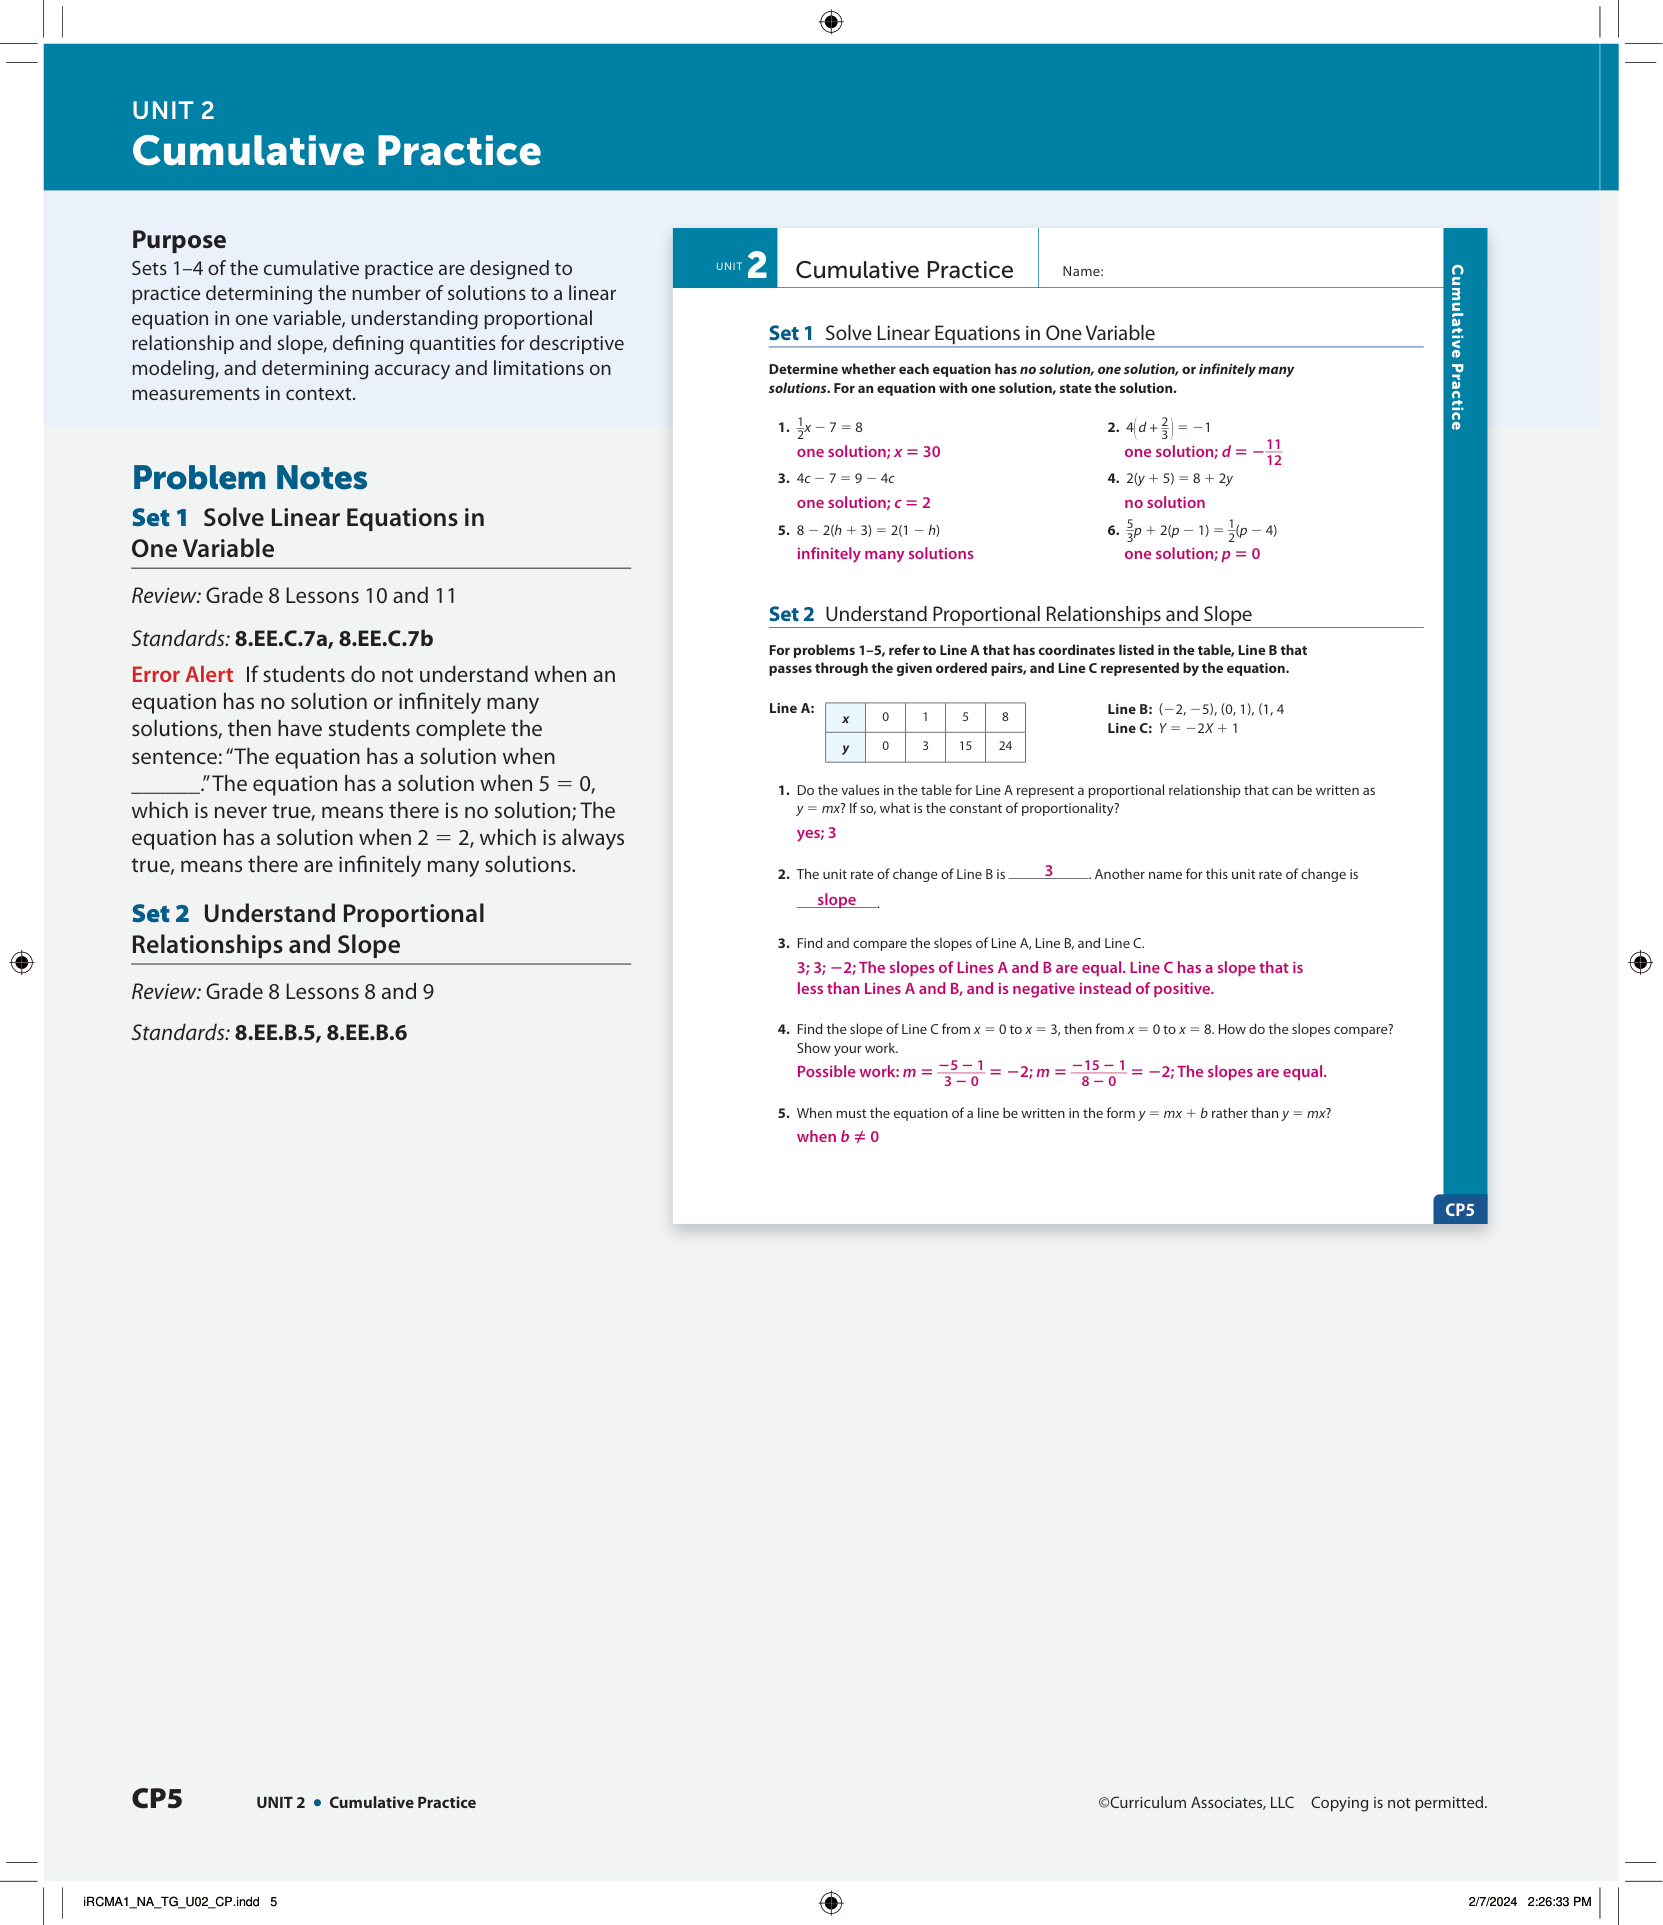 UNIT 2
Cumulative Practice
Purpose
Sets 1–4 of the cumulative practice are designed to
practice determining the number of solutions to a linear
equation in one variable, understanding proportional
relationship and slope, defining quantities for descriptive
modeling, and determining accuracy and limitations on
measurements in context.
Problem Notes
Set 1 Solve Linear Equations in
One Variable
Review: Grade 8 Lessons 10 and 11
Standards: 8.EE.C.7a, 8.EE.C.7b
Error Alert If students do not understand when an
equation has no solution or infinitely many
solutions, then have students complete the
sentence: “The equation has a solution when
______.” The equation has a solution when 5 = 0,
which is never true, means there is no solution; The
equation has a solution when 2 = 2, which is always
true, means there are infinitely many solutions.
Set 2 Understand Proportional
Relationships and Slope
Review: Grade 8 Lessons 8 and 9
Standards: 8.EE.B.5, 8.EE.B.6
UNIT 2 Cumulative Practice Name:
Cumulative Practice
Set 1 Solve Linear Equations in One Variable
Determine whether each equation has no solution, one solution, or infinitely many
solutions. For an equation with one solution, state the solution.
1. 1/2x − 7 = 8
one solution; x = 30
2. 4(d + 2/3) = −1
one solution; d = −11/12
3. 4c − 7 = 9 − 4c
one solution; c = 2
4. 2(y + 5) = 8 + 2y
no solution
5. 8 − 2(h + 3) = 2(1 − h)
infinitely many solutions
6. 5/3p + 2(p − 1) = 1/2(p − 4)
one solution; p = 0
Set 2 Understand Proportional Relationships and Slope
For problems 1–5, refer to Line A that has coordinates listed in the table, Line B that
passes through the given ordered pairs, and Line C represented by the equation.
Line A:
x 0 1 5 8
y 0 3 15 24
Line B: (−2, −5), (0, 1), (1, 4
Line C: Y = −2X + 1
1. Do the values in the table for Line A represent a proportional relationship that can be written as
y = mx? If so, what is the constant of proportionality?
yes; 3
2. The unit rate of change of Line B is 3. Another name for this unit rate of change is
slope.
3. Find and compare the slopes of Line A, Line B, and Line C.
3; 3; −2; The slopes of Lines A and B are equal. Line C has a slope that is
less than Lines A and B, and is negative instead of positive.
4. Find the slope of Line C from x = 0 to x = 3, then from x = 0 to x = 8. How do the slopes compare?
Show your work.
Possible work: m = −5 − 1/3 − 0 = −2; m = −15 − 1/8 − 0 = −2; The slopes are equal.
5. When must the equation of a line be written in the form y = mx + b rather than y = mx?
when b ≠ 0
CP5
CP5 UNIT 2 • Cumulative Practice ©Curriculum Associates, LLC Copying is not permitted.
iRCMA1_NA_TG_U02_CP.indd 5 2/7/2024 2:26:33 PM